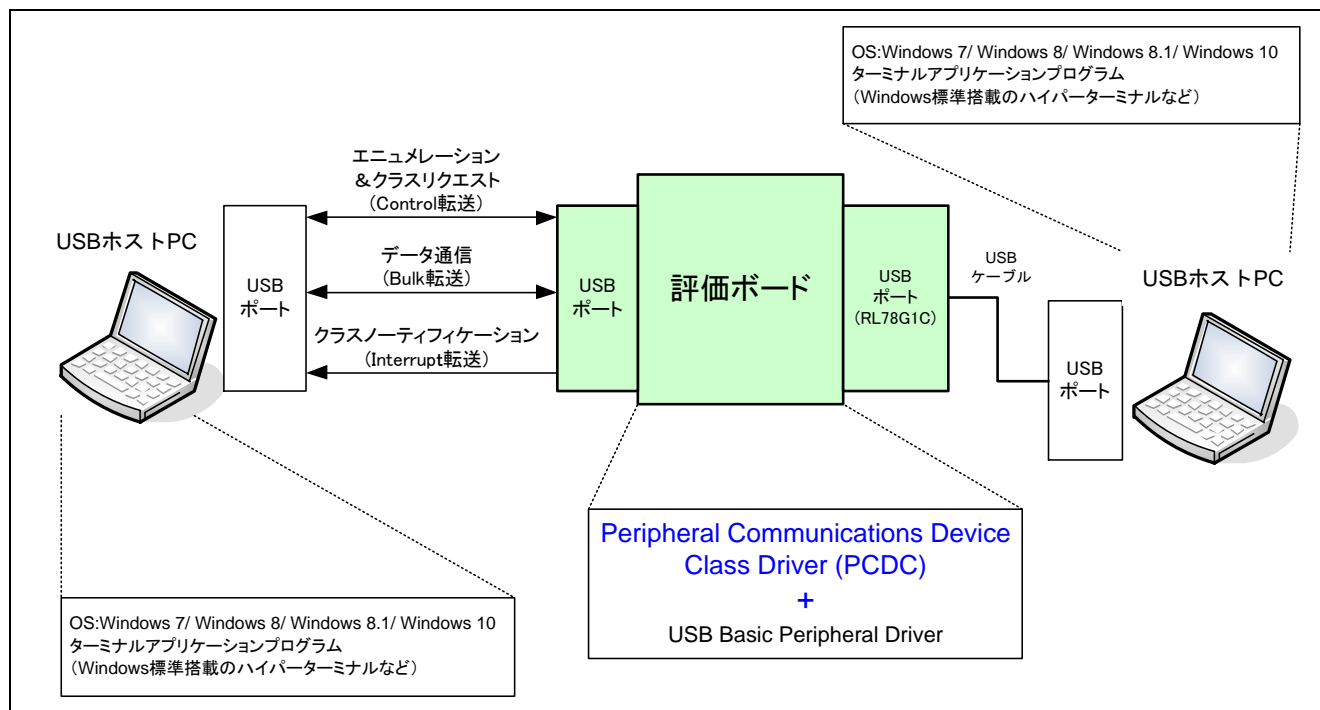 OS:Windows 7/ Windows 8/ Windows 8.1/ Windows 10
ターミナルアプリケーションプログラム
(Windows標準搭載のハイパーターミナルなど)
エニュメレーション
&クラスリクエスト
(Control転送)
USBホストPC
USB
ポート
データ通信
(Bulk転送)
クラスノーティフィケーション
(Interrupt転送)
USB
ポート
評価ボード
USB
ポート
(RL78G1C)
USB
ケーブル
USB
ポート
USBホストPC
Peripheral Communications Device
Class Driver (PCDC)
+
USB Basic Peripheral Driver
OS:Windows 7/ Windows 8/ Windows 8.1/ Windows 10
ターミナルアプリケーションプログラム
(Windows標準搭載のハイパーターミナルなど)